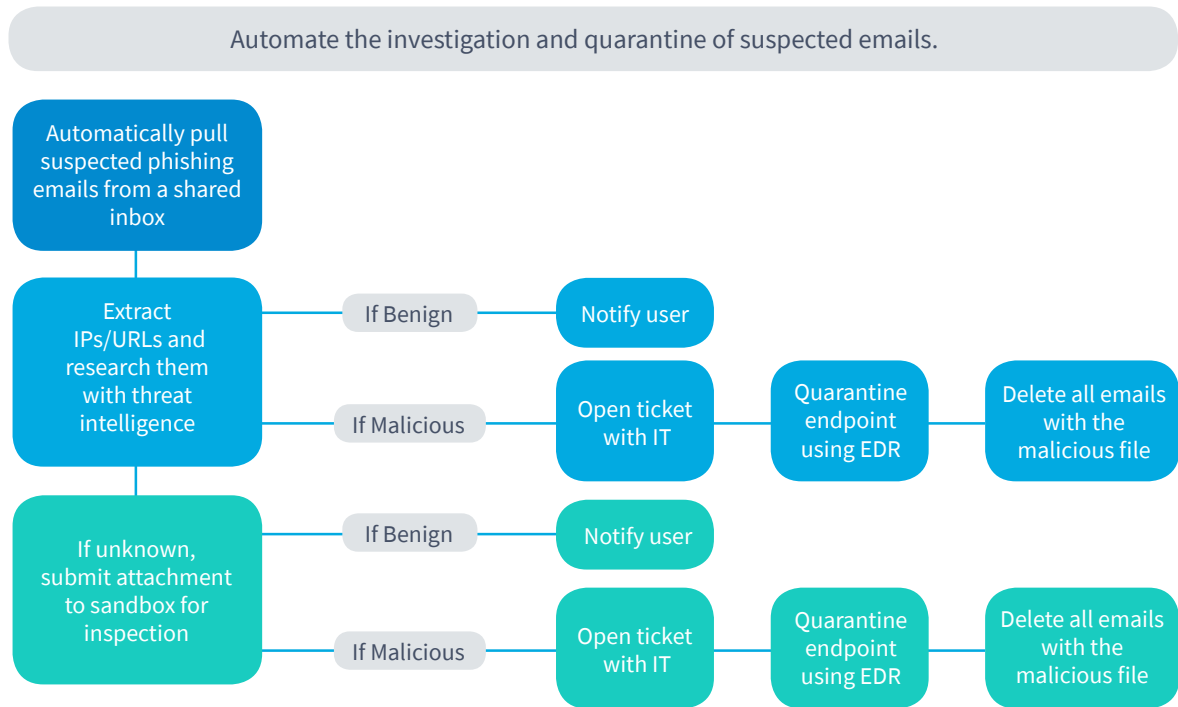 Automate the investigation and quarantine of suspected emails.
Automatically pull
suspected phishing
emails from a shared
inbox
Extract
IPs/URLs and
research them
with threat
intelligence
If Benign
Notify user
If Malicious
Open ticket
with IT
Quarantine
endpoint
using EDR
Delete all emails
with the
malicious file
If unknown,
submit attachment
to sandbox for
inspection
If Benign
Notify user
If Malicious
Open ticket
with IT
Quarantine
endpoint
using EDR
Delete all emails
with the
malicious file